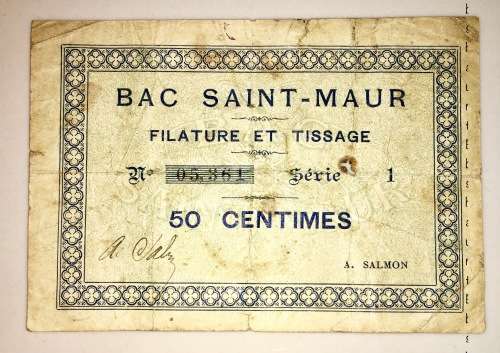 BAC SAINT-MAUR
FILATURE ET TISSAGE
No 05,361 Série 1
50 CENTIMES
A. SALMON